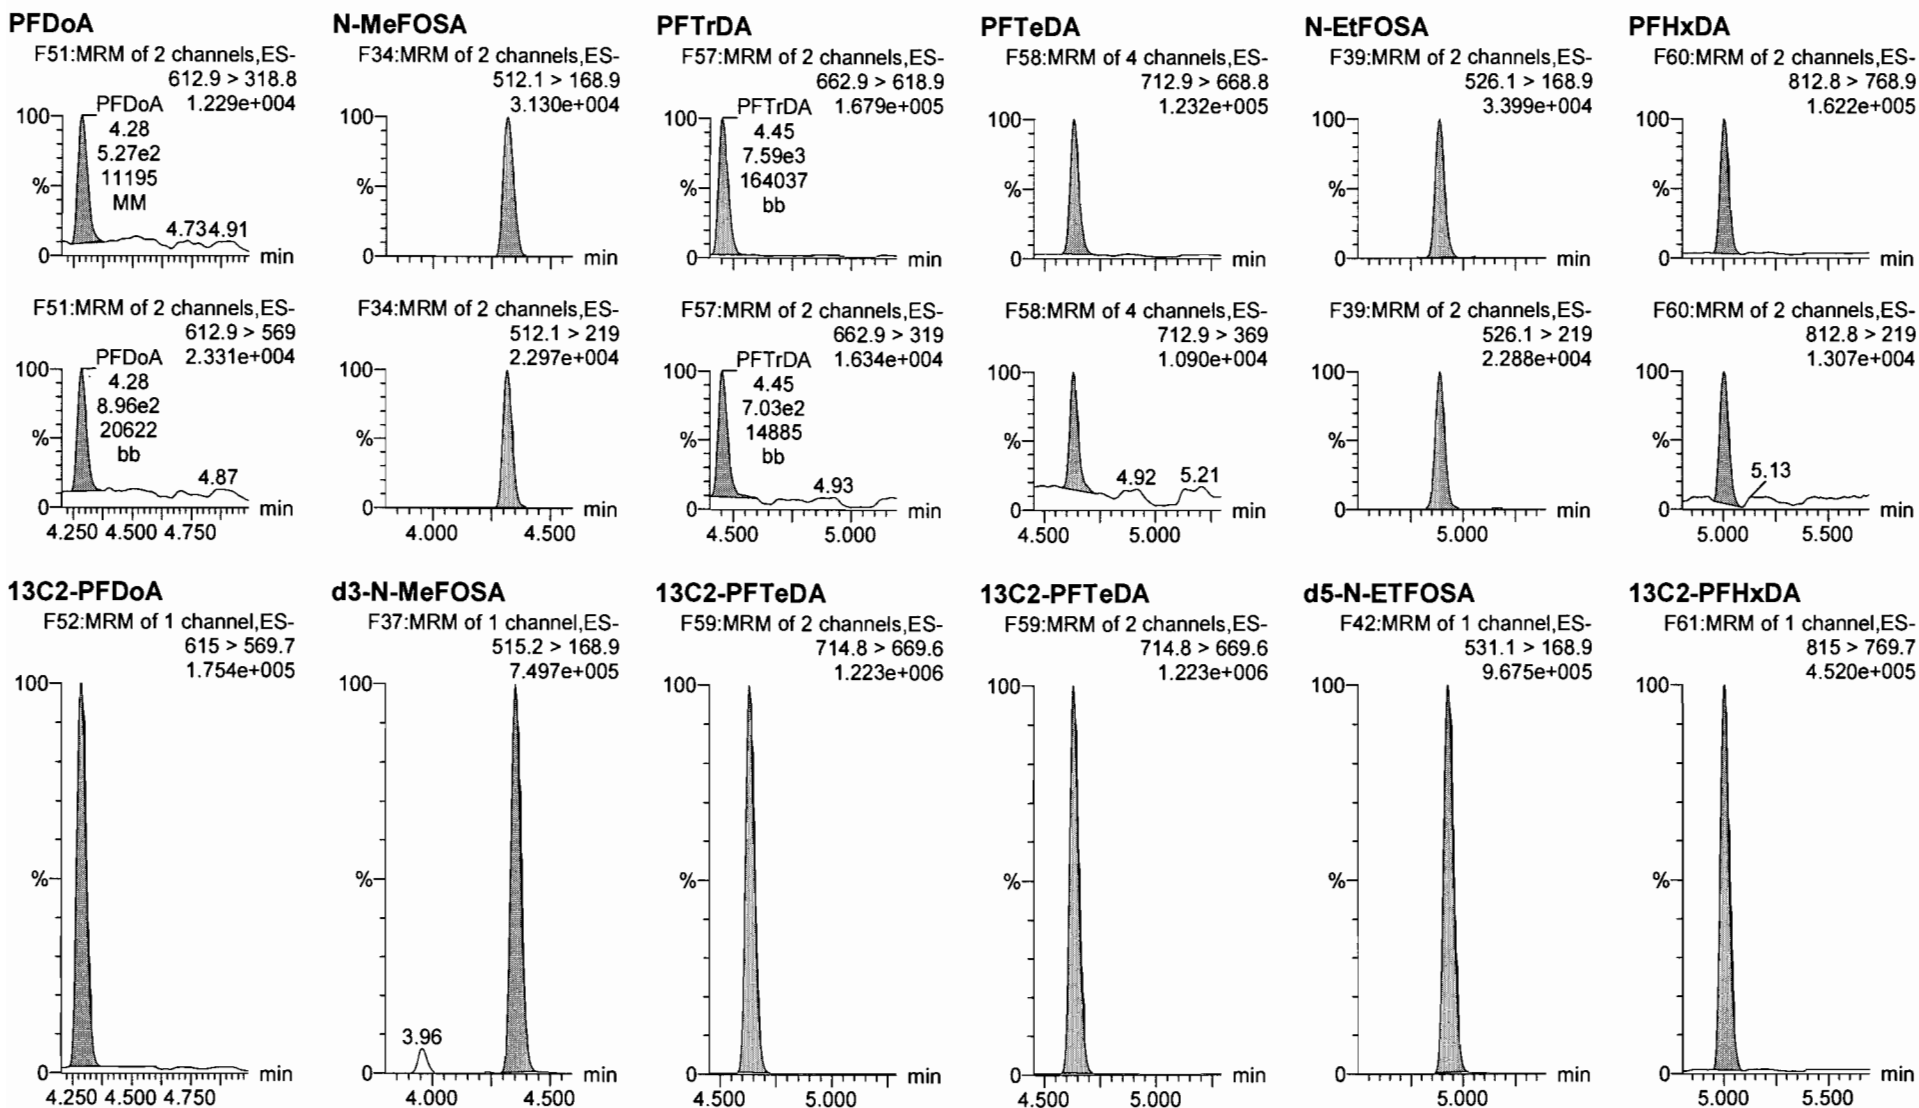 PFDoA
F51:MRM of 2 channels,ES-
612.9 > 318.8
1.229e+004
100
PFDoA
4.28
5.27e2
11195
MM
%
4.73 4.91
0
min
N-MeFOSA
F34:MRM of 2 channels,ES-
512.1 > 168.9
3.130e+004
100
%
0
min
PFTrDA
F57:MRM of 2 channels,ES-
662.9 > 618.9
1.679e+005
100
PFTrDA
4.45
7.59e3
164037
bb
%
0
min
PFTeDA
F58:MRM of 4 channels,ES-
712.9 > 668.8
1.232e+005
100
%
0
min
N-EtFOSA
F39:MRM of 2 channels,ES-
526.1 > 168.9
3.399e+004
100
%
0
min
PFHxDA
F60:MRM of 2 channels,ES-
812.8 > 768.9
1.622e+005
100
%
0
min
F51:MRM of 2 channels,ES-
612.9 > 569
2.331e+004
100
PFDoA
4.28
8.96e2
20622
bb
%
4.87
0
min
4.250 4.500 4.750
F34:MRM of 2 channels,ES-
512.1 > 219
2.297e+004
100
%
0
min
4.000 4.500
F57:MRM of 2 channels,ES-
662.9 > 319
1.634e+004
100
PFTrDA
4.45
7.03e2
14885
bb
%
4.93
0
min
4.500 5.000
F58:MRM of 4 channels,ES-
712.9 > 369
1.090e+004
100
%
4.92 5.21
0
min
4.500 5.000
F39:MRM of 2 channels,ES-
526.1 > 219
2.288e+004
100
%
0
min
5.000
F60:MRM of 2 channels,ES-
812.8 > 219
1.307e+004
100
%
5.13
0
min
5.000 5.500
13C2-PFDoA
F52:MRM of 1 channel,ES-
615 > 569.7
1.754e+005
100
%
0
min
4.250 4.500 4.750
d3-N-MeFOSA
F37:MRM of 1 channel,ES-
515.2 > 168.9
7.497e+005
100
%
3.96
0
min
4.000 4.500
13C2-PFTeDA
F59:MRM of 2 channels,ES-
714.8 > 669.6
1.223e+006
100
%
0
min
4.500 5.000
13C2-PFTeDA
F59:MRM of 2 channels,ES-
714.8 > 669.6
1.223e+006
100
%
0
min
4.500 5.000
d5-N-ETFOSA
F42:MRM of 1 channel,ES-
531.1 > 168.9
9.675e+005
100
%
0
min
5.000
13C2-PFHxDA
F61:MRM of 1 channel,ES-
815 > 769.7
4.520e+005
100
%
0
min
5.000 5.500